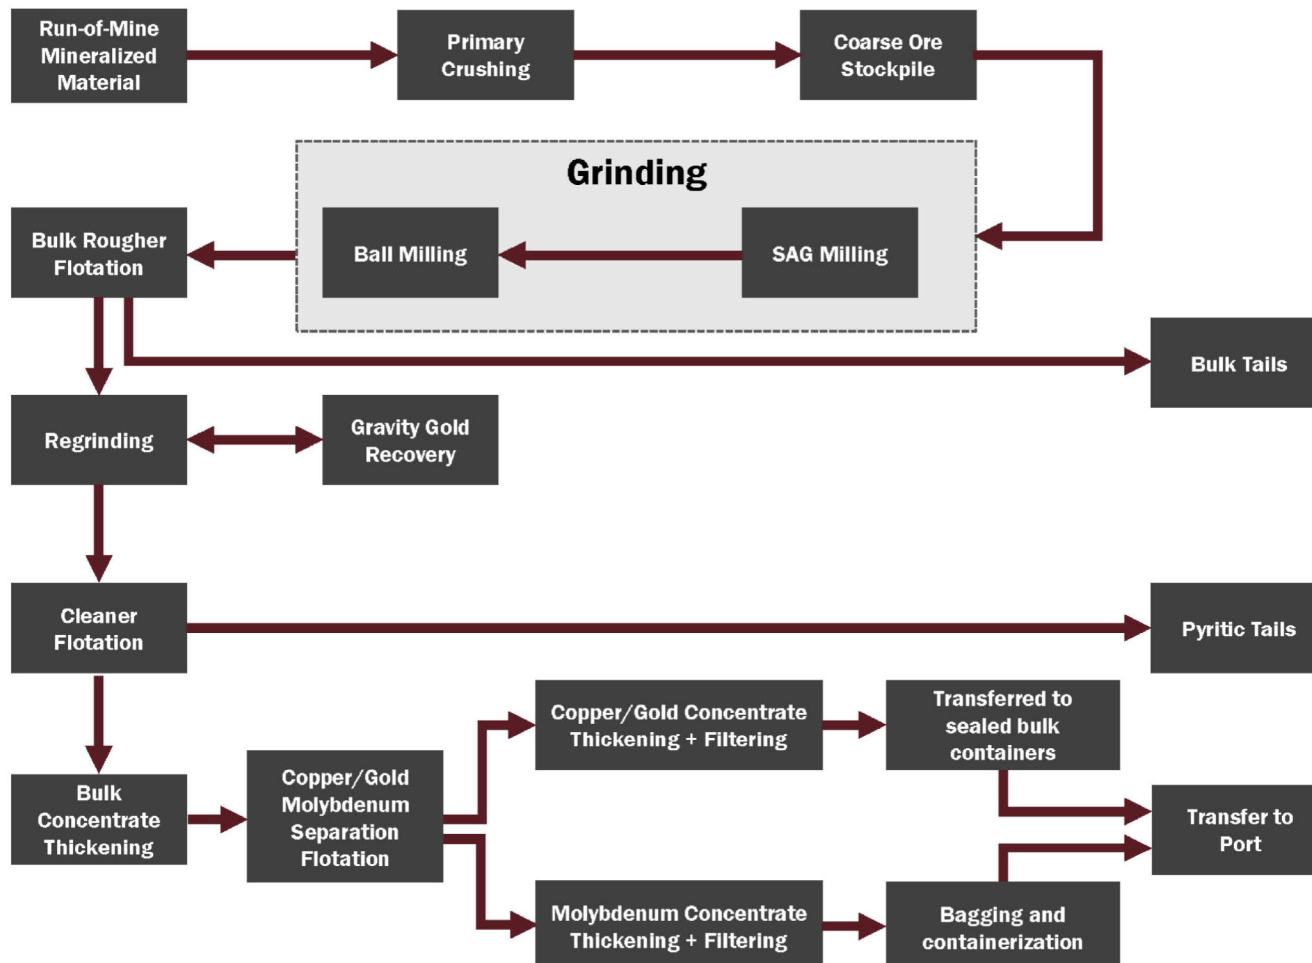 Run-of-Mine
Mineralized
Material
Primary
Crushing
Coarse Ore
Stockpile
Grinding
Bulk Rougher
Flotation
Ball Milling
SAG Milling
Bulk Tails
Regrinding
Gravity Gold
Recovery
Cleaner
Flotation
Pyritic Tails
Copper/Gold Concentrate
Thickening + Filtering
Transferred to
sealed bulk
containers
Bulk
Concentrate
Thickening
Copper/Gold
Molybdenum
Separation
Flotation
Transfer to
Port
Molybdenum Concentrate
Thickening + Filtering
Bagging and
containerization